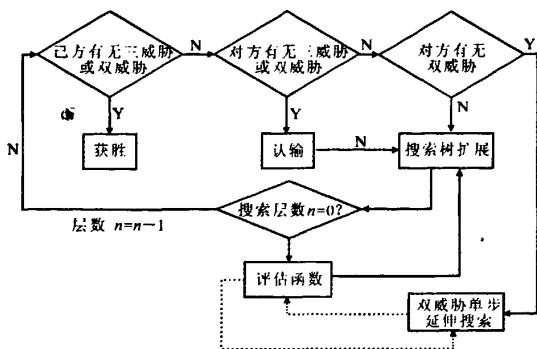 己方有无三威胁
或双威胁
N
对方有无三威胁
或双威胁
N
对方有无
双威胁
Y
Y
Y
N
N
获胜
认输
N
搜索树扩展
搜索层数n=0?
层数 n=n-1
评估函数
双威胁单步
延伸搜索